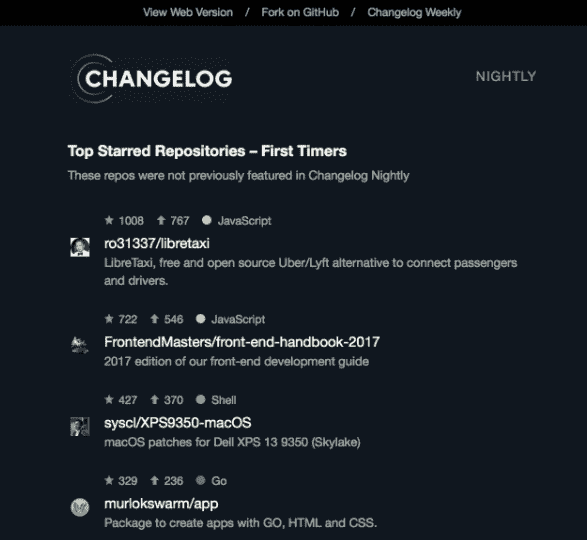 View Web Version / Fork on GitHub / Changelog Weekly
CHANGELOG
NIGHTLY
Top Starred Repositories – First Timers
These repos were not previously featured in Changelog Nightly
1008 767 JavaScript
ro31337/libretaxi
LibreTaxi, free and open source Uber/Lyft alternative to connect passengers
and drivers.
722 546 JavaScript
FrontendMasters/front-end-handbook-2017
2017 edition of our front-end development guide
427 370 Shell
syscl/XPS9350-macOS
macOS patches for Dell XPS 13 9350 (Skylake)
329 236 Go
murlokswarm/app
Package to create apps with GO, HTML and CSS.